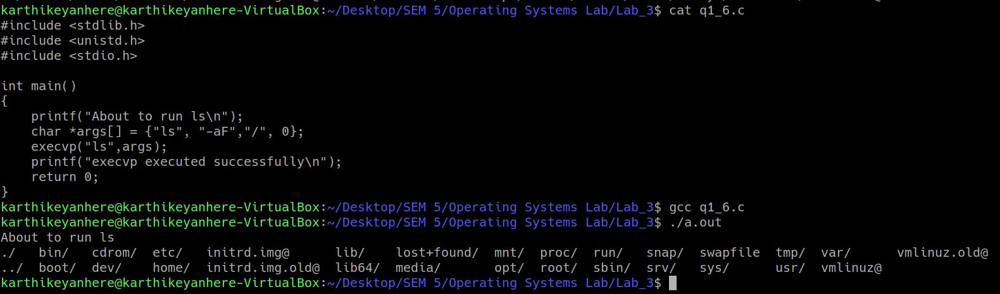 karthikeyanhere@karthikeyanhere-VirtualBox:~/Desktop/SEM 5/Operating Systems Lab/Lab_3$ cat q1_6.c
#include <stdlib.h>
#include <unistd.h>
#include <stdio.h>

int main()
{
    printf("About to run ls\n");
    char *args[] = {"ls", "-aF","/", 0};
    execvp("ls",args);
    printf("execvp executed successfully\n");
    return 0;
}
karthikeyanhere@karthikeyanhere-VirtualBox:~/Desktop/SEM 5/Operating Systems Lab/Lab_3$ gcc q1_6.c
karthikeyanhere@karthikeyanhere-VirtualBox:~/Desktop/SEM 5/Operating Systems Lab/Lab_3$ ./a.out
About to run ls
./   bin/   cdrom/  etc/   initrd.img@      lib/    lost+found/  mnt/  proc/  run/   snap/  swapfile  tmp/  var/      vmlinuz.old@
../  boot/  dev/    home/  initrd.img.old@  lib64/  media/       opt/  root/  sbin/  srv/   sys/      usr/  vmlinuz@
karthikeyanhere@karthikeyanhere-VirtualBox:~/Desktop/SEM 5/Operating Systems Lab/Lab_3$